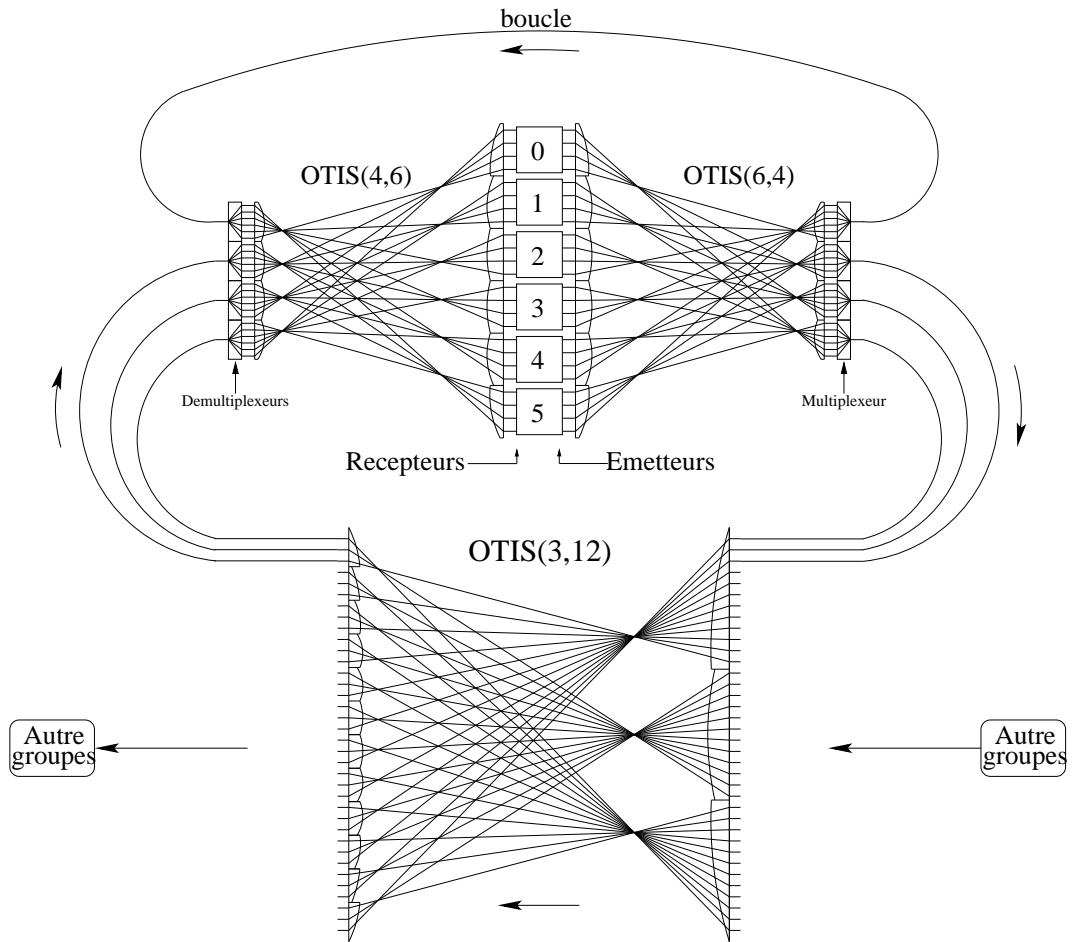 boucle
OTIS(4,6)
OTIS(6,4)
0
1
2
3
4
5
Demultiplexeurs
Multiplexeur
Recepteurs
Emetteurs
OTIS(3,12)
Autre
groupes
Autre
groupes